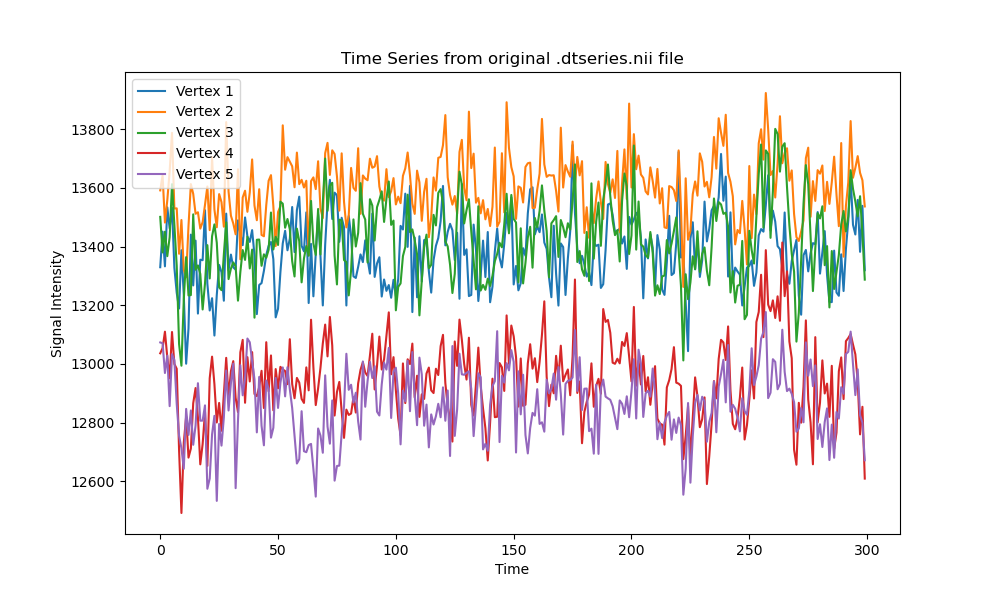 Time Series from original .dtseries.nii file
Vertex 1
Vertex 2
Vertex 3
Vertex 4
Vertex 5
13800
13600
13400
13200
13000
12800
12600
Signal Intensity
0 50 100 150 200 250 300
Time